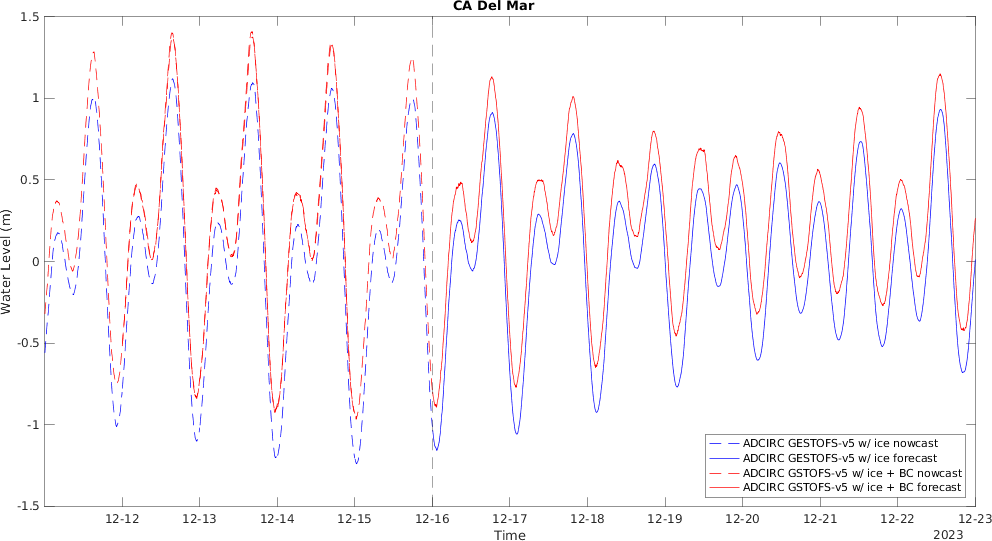 CA Del Mar
1.5
1
0.5
0
-0.5
-1
-1.5
Water Level (m)
12-12 12-13 12-14 12-15 12-16 12-17 12-18 12-19 12-20 12-21 12-22 12-23
Time
2023
ADCIRC GESTOFS-v5 w/ ice nowcast
ADCIRC GESTOFS-v5 w/ ice forecast
ADCIRC GSTOFS-v5 w/ ice + BC nowcast
ADCIRC GSTOFS-v5 w/ ice + BC forecast